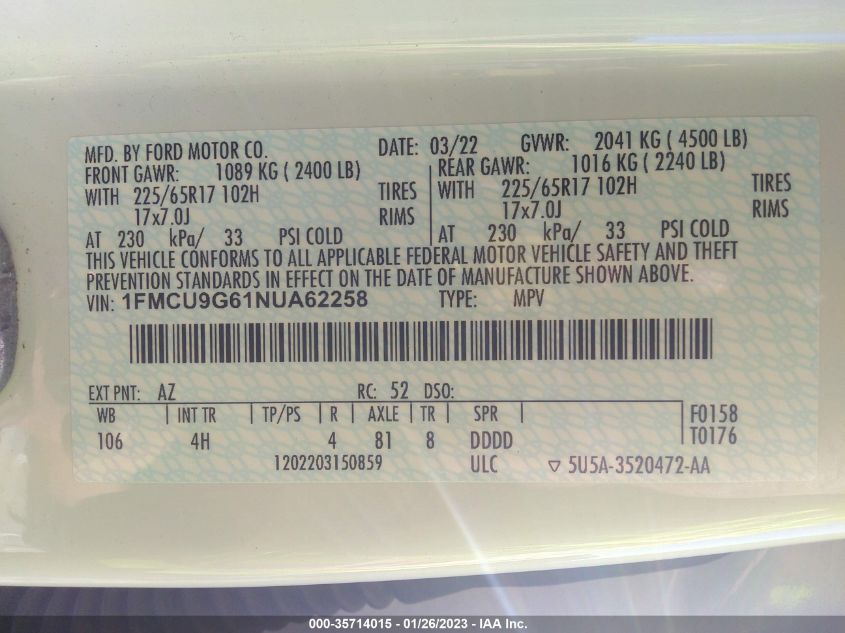 MFD. BY FORD MOTOR CO. DATE: 03/22 GVWR: 2041 KG ( 4500 LB)
FRONT GAWR: 1089 KG ( 2400 LB) REAR GAWR: 1016 KG ( 2240 LB)
WITH 225/65R17 102H TIRES WITH 225/65R17 102H TIRES
17x7.0J RIMS 17x7.0J RIMS
AT 230 kPa/ 33 PSI COLD AT 230 kPa/ 33 PSI COLD
THIS VEHICLE CONFORMS TO ALL APPLICABLE FEDERAL MOTOR VEHICLE SAFETY AND THEFT
PREVENTION STANDARDS IN EFFECT ON THE DATE OF MANUFACTURE SHOWN ABOVE.
VIN: 1FMCU9G61NUA62258 TYPE: MPV
EXT PNT: AZ RC: 52 DSO:
WB INT TR TP/PS R AXLE TR SPR F0158
106 4H 4 81 8 DDDD T0176
1202203150859 ULC ▽ 5U5A-3520472-AA
000-35714015 - 01/26/2023 - IAA Inc.